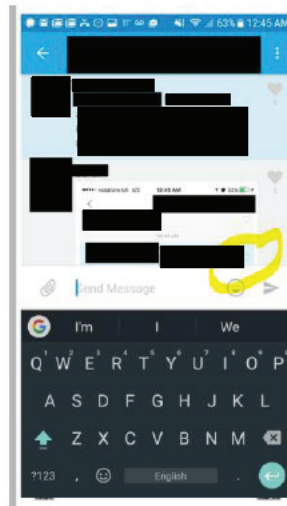 63% 12:45 AM
12:45 AM
Send Message
I'm I We
Q W E R T Y U I O P
A S D F G H J K L
Z X C V B N M
?123 , English .